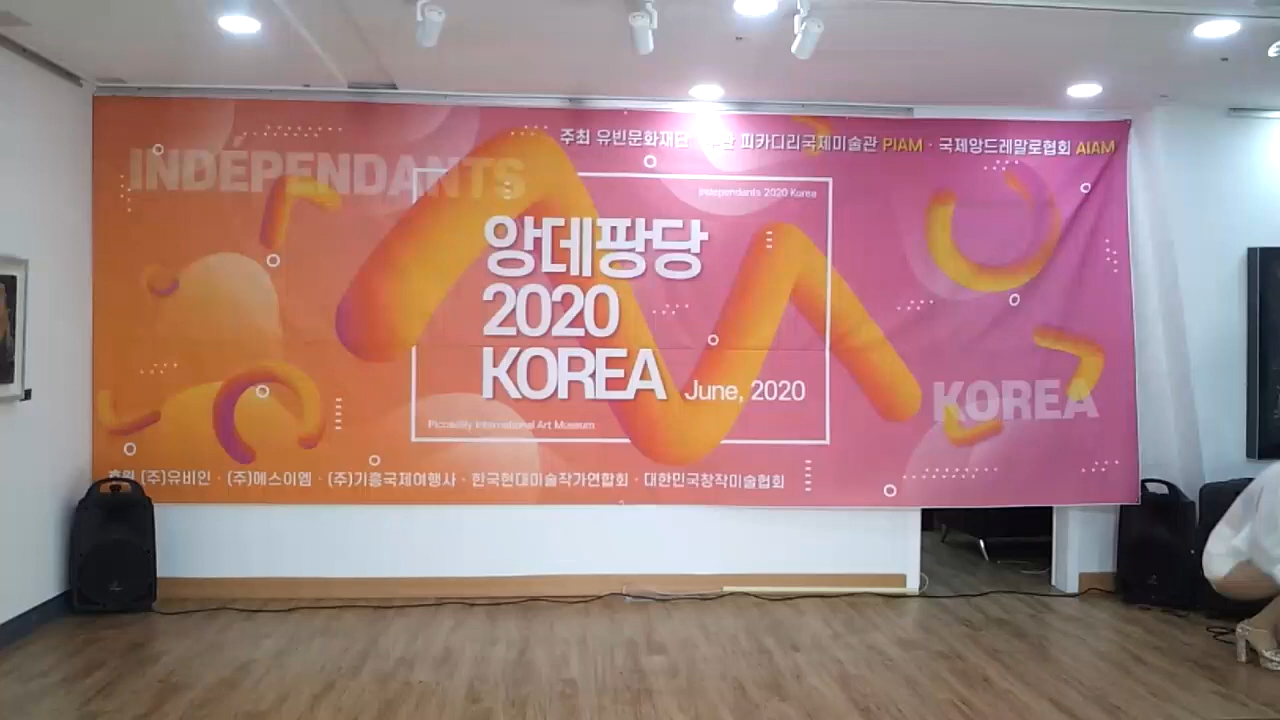 주최 유빈문화재단 · 주관 피카디리국제미술관 PIAM · 국제앙드레말로협회 AIAM
INDÉPENDANTS
Independants 2020 Korea
앙데팡당
2020
KOREA
June, 2020
KOREA
Piccadilly International Art Museum
후원 (주)유비인 · (주)에스이엠 · (주)기흥국제여행사 · 한국현대미술작가연합회 · 대한민국창작미술협회